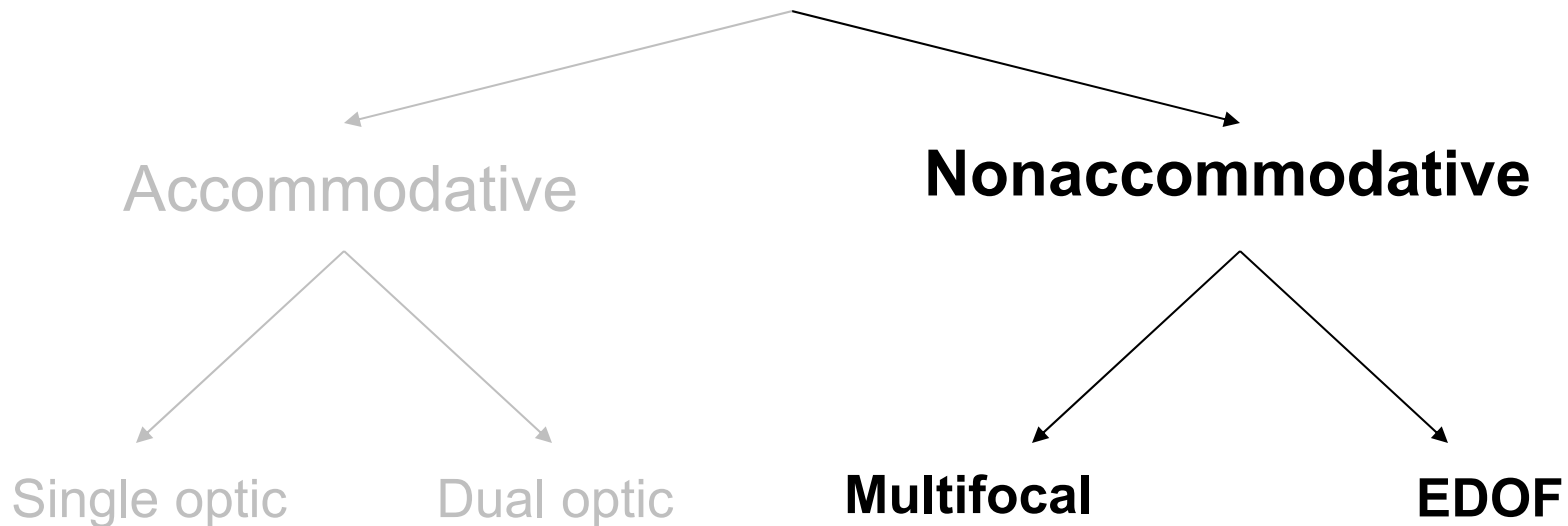 Accommodative
Nonaccommodative
Single optic
Dual optic
Multifocal
EDOF